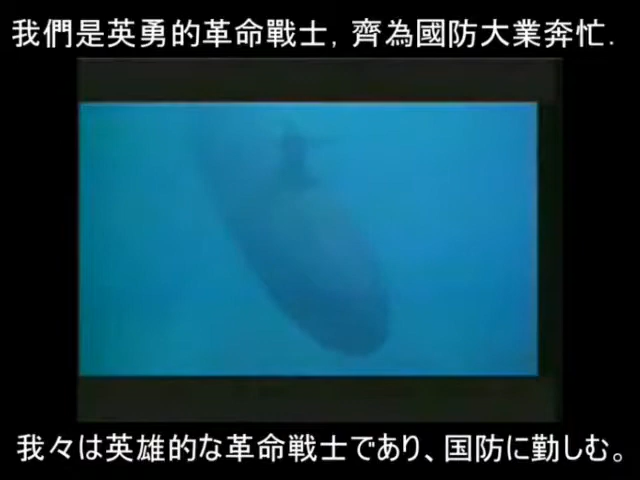 我們是英勇的革命戰士, 齊為國防大業奔忙.
我々は英雄的な革命戦士であり、国防に勤しむ。